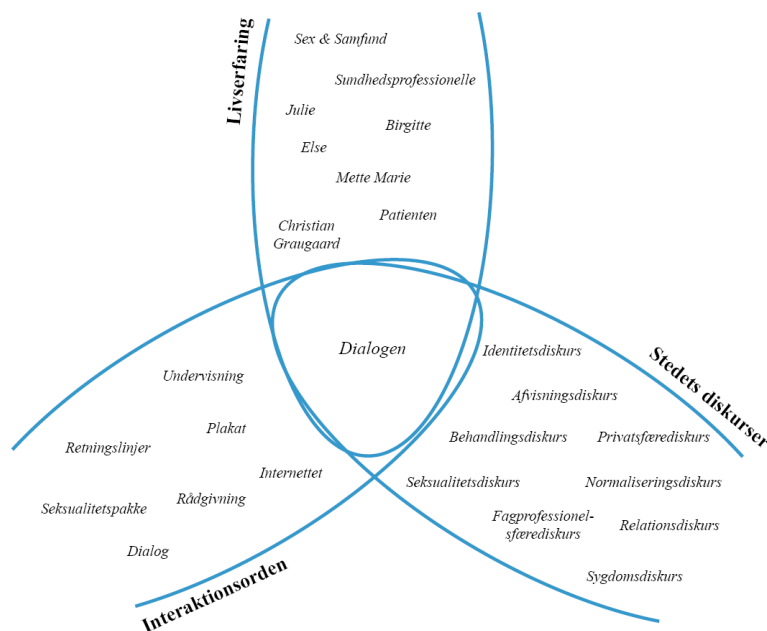 Livserfaring
Sex & Samfund
Sundhedsprofessionelle
Julie
Birgitte
Else
Mette Marie
Patienten
Christian
Graugaard
Dialogen
Stedets diskurser
Identitetsdiskurs
Afvisningsdiskurs
Behandlingsdiskurs
Privatsfærediskurs
Seksualitetsdiskurs
Normaliseringsdiskurs
Fagprofessionel-
sfærediskurs
Relationsdiskurs
Sygdomsdiskurs
Undervisning
Plakat
Retningslinjer
Internettet
Rådgivning
Seksualitetspakke
Dialog
Interaktionsorden